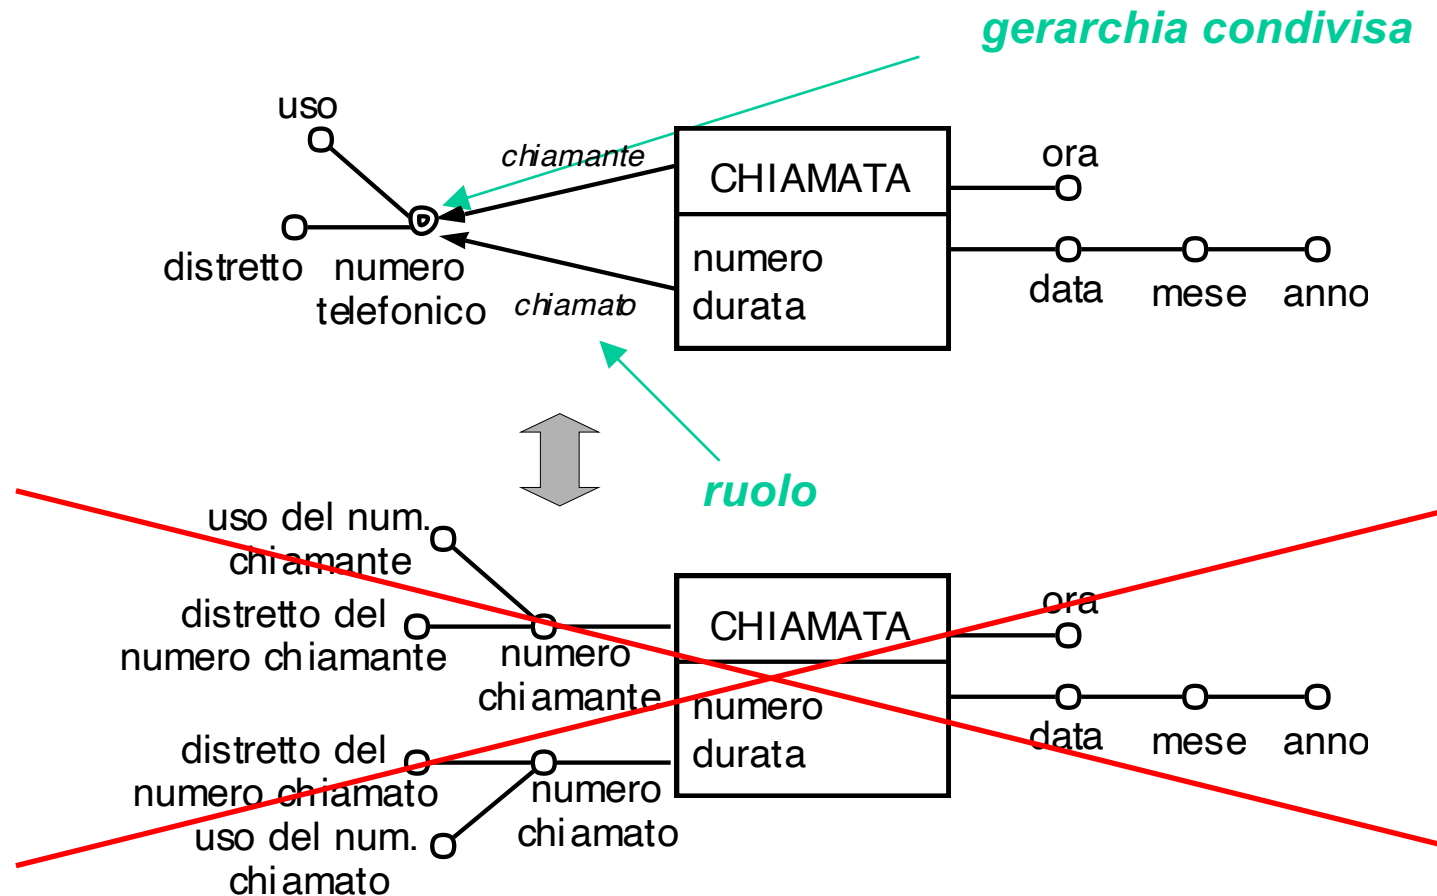 gerarchia condivisa
uso
chiamante
CHIAMATA
ora
distretto
numero
telefonico
chiamato
numero
durata
data
mese
anno
ruolo
uso del num.
chiamante
distretto del
numero chiamante
numero
chiamante
CHIAMATA
ora
numero
durata
data
mese
anno
distretto del
numero chiamato
numero
chiamato
uso del num.
chiamato